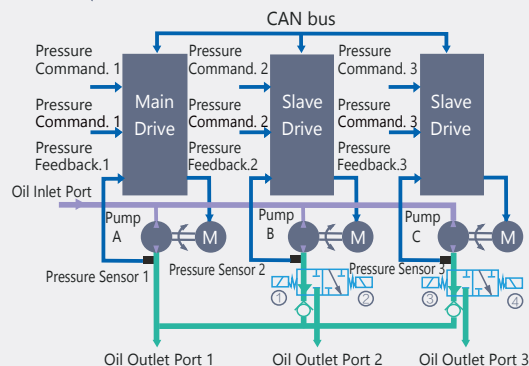 CAN bus
Pressure
Command. 1
Pressure
Command. 2
Pressure
Command. 3
Pressure
Command. 1
Pressure
Command. 2
Pressure
Command. 3
Main
Drive
Slave
Drive
Slave
Drive
Pressure
Feedback.1
Pressure
Feedback.2
Pressure
Feedback.3
Oil Inlet Port
Pump
A
M
Pump
B
M
Pump
C
M
Pressure Sensor 1
Pressure Sensor 2
Pressure Sensor 3
①
②
③
④
Oil Outlet Port 1
Oil Outlet Port 2
Oil Outlet Port 3